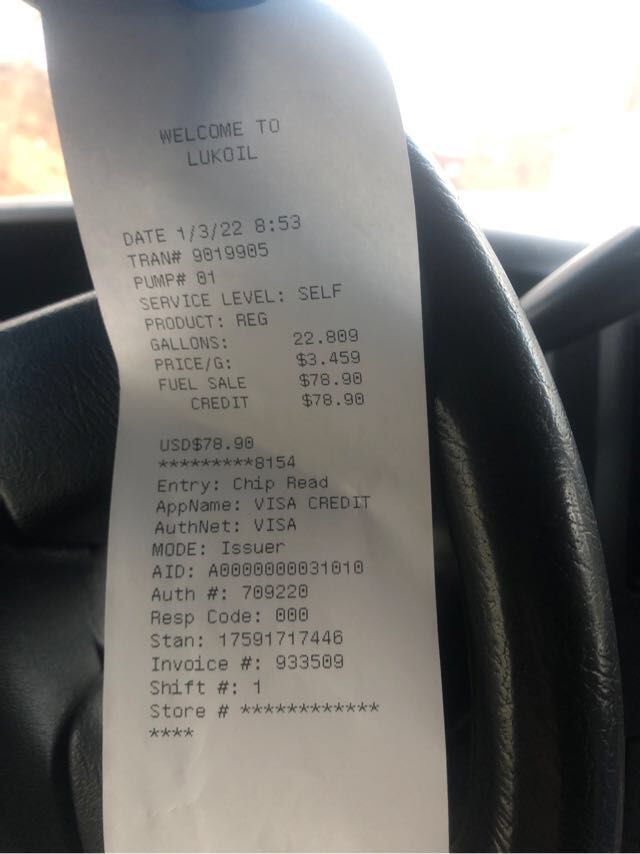 WELCOME TO
LUKOIL
DATE 1/3/22 8:53
TRAN# 9019905
PUMP# 01
SERVICE LEVEL: SELF
PRODUCT: REG
GALLONS: 22.809
PRICE/G: $3.459
FUEL SALE $78.90
CREDIT $78.90
USD$78.90
*********8154
Entry: Chip Read
AppName: VISA CREDIT
AuthNet: VISA
MODE: Issuer
AID: A0000000031010
Auth #: 709220
Resp Code: 000
Stan: 17591717446
Invoice #: 933509
Shift #: 1
Store # ************
****